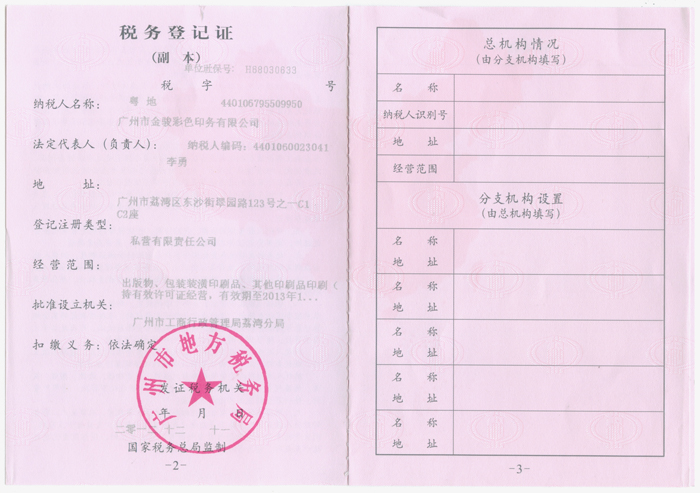 税务登记证
(副 本)
单位社保号: H68030633
税 字 号
粤 地 440106795509950
纳税人名称:
广州市金骏彩色印务有限公司
法定代表人(负责人): 纳税人编码: 4401060023041
李勇
地 址:
广州市荔湾区东沙街翠园路123号之一C1
C2座
登记注册类型:
私营有限责任公司
经营范围:
出版物、包装装潢印刷品、其他印刷品印刷(
持有效许可证经营,有效期至2013年1...
批准设立机关:
广州市工商行政管理局荔湾分局
扣缴义务: 依法确定
广州市地方税务局
发证税务机关
年 月 日
十二 十一
国家税务总局监制
-2-
总机构情况
(由分支机构填写)
名 称
纳税人识别号
地 址
经营范围
分支机构设置
(由总机构填写)
名 称
地 址
名 称
地 址
名 称
地 址
名 称
地 址
名 称
地 址
-3-